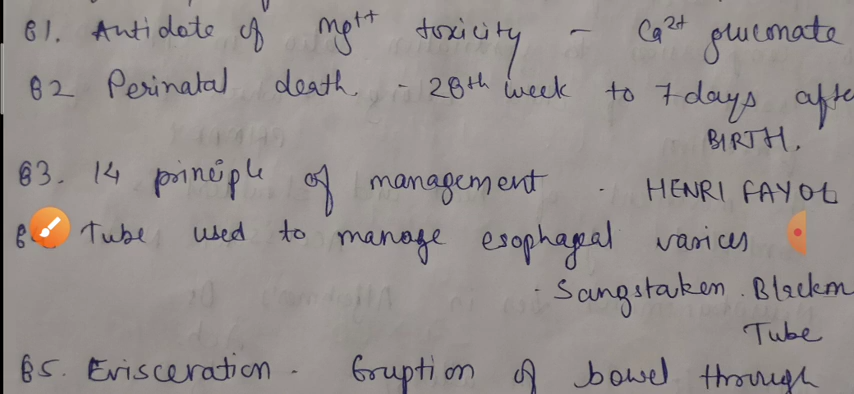 61. Antidote of Mg++ toxicity - Ca2+ gluconate
62 Perinatal death. - 28th week to 7 days afte
BIRTH.
63. 14 principle of management - HENRI FAYOL
6 Tube used to manage esophageal varices
- Sangstaken. Blackm
Tube
65. Evisceration - Eruption of bowel through